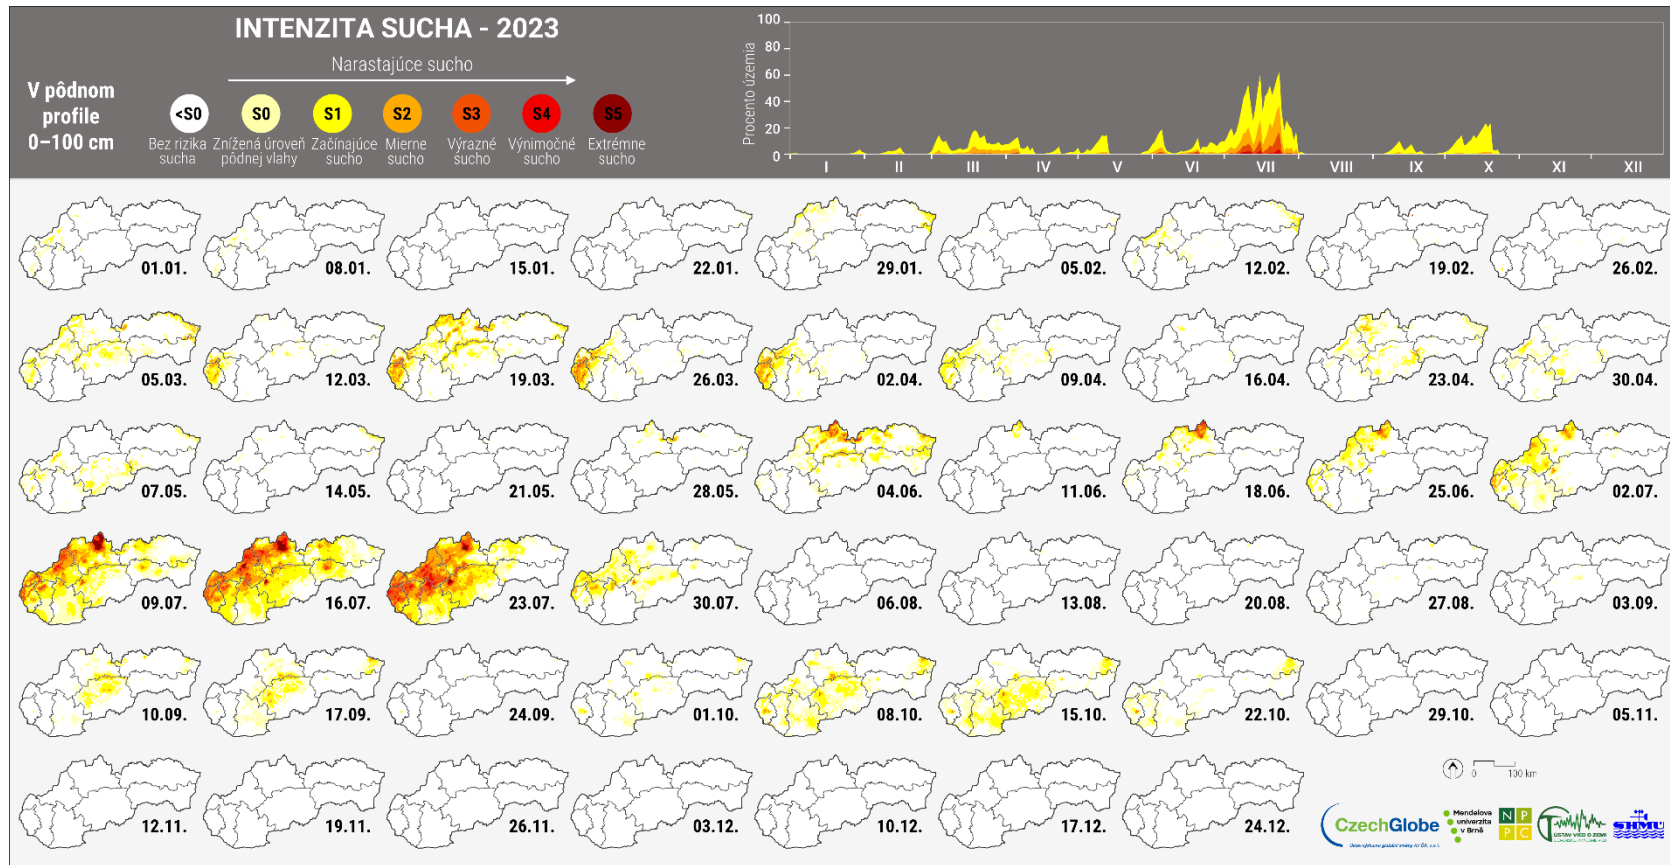 INTENZITA SUCHA - 2023
Narastajúce sucho
V pôdnom
profile
0–100 cm
<S0 S0 S1 S2 S3 S4 S5
Bez rizika sucha
Znížená úroveň pôdnej vlahy
Začínajúce sucho
Mierne sucho
Výrazné sucho
Výnimočné sucho
Extrémne sucho
Procento územia
100
80
60
40
20
0
I II III IV V VI VII VIII IX X XI XII
01.01. 08.01. 15.01. 22.01. 29.01. 05.02. 12.02. 19.02. 26.02.
05.03. 12.03. 19.03. 26.03. 02.04. 09.04. 16.04. 23.04. 30.04.
07.05. 14.05. 21.05. 28.05. 04.06. 11.06. 18.06. 25.06. 02.07.
09.07. 16.07. 23.07. 30.07. 06.08. 13.08. 20.08. 27.08. 03.09.
10.09. 17.09. 24.09. 01.10. 08.10. 15.10. 22.10. 29.10. 05.11.
12.11. 19.11. 26.11. 03.12. 10.12. 17.12. 24.12.
0 100 km
CzechGlobe
Mendelova
univerzita
v Brně
N P
P C
ÚSTAV VIED O ZEMI
SHMÚ